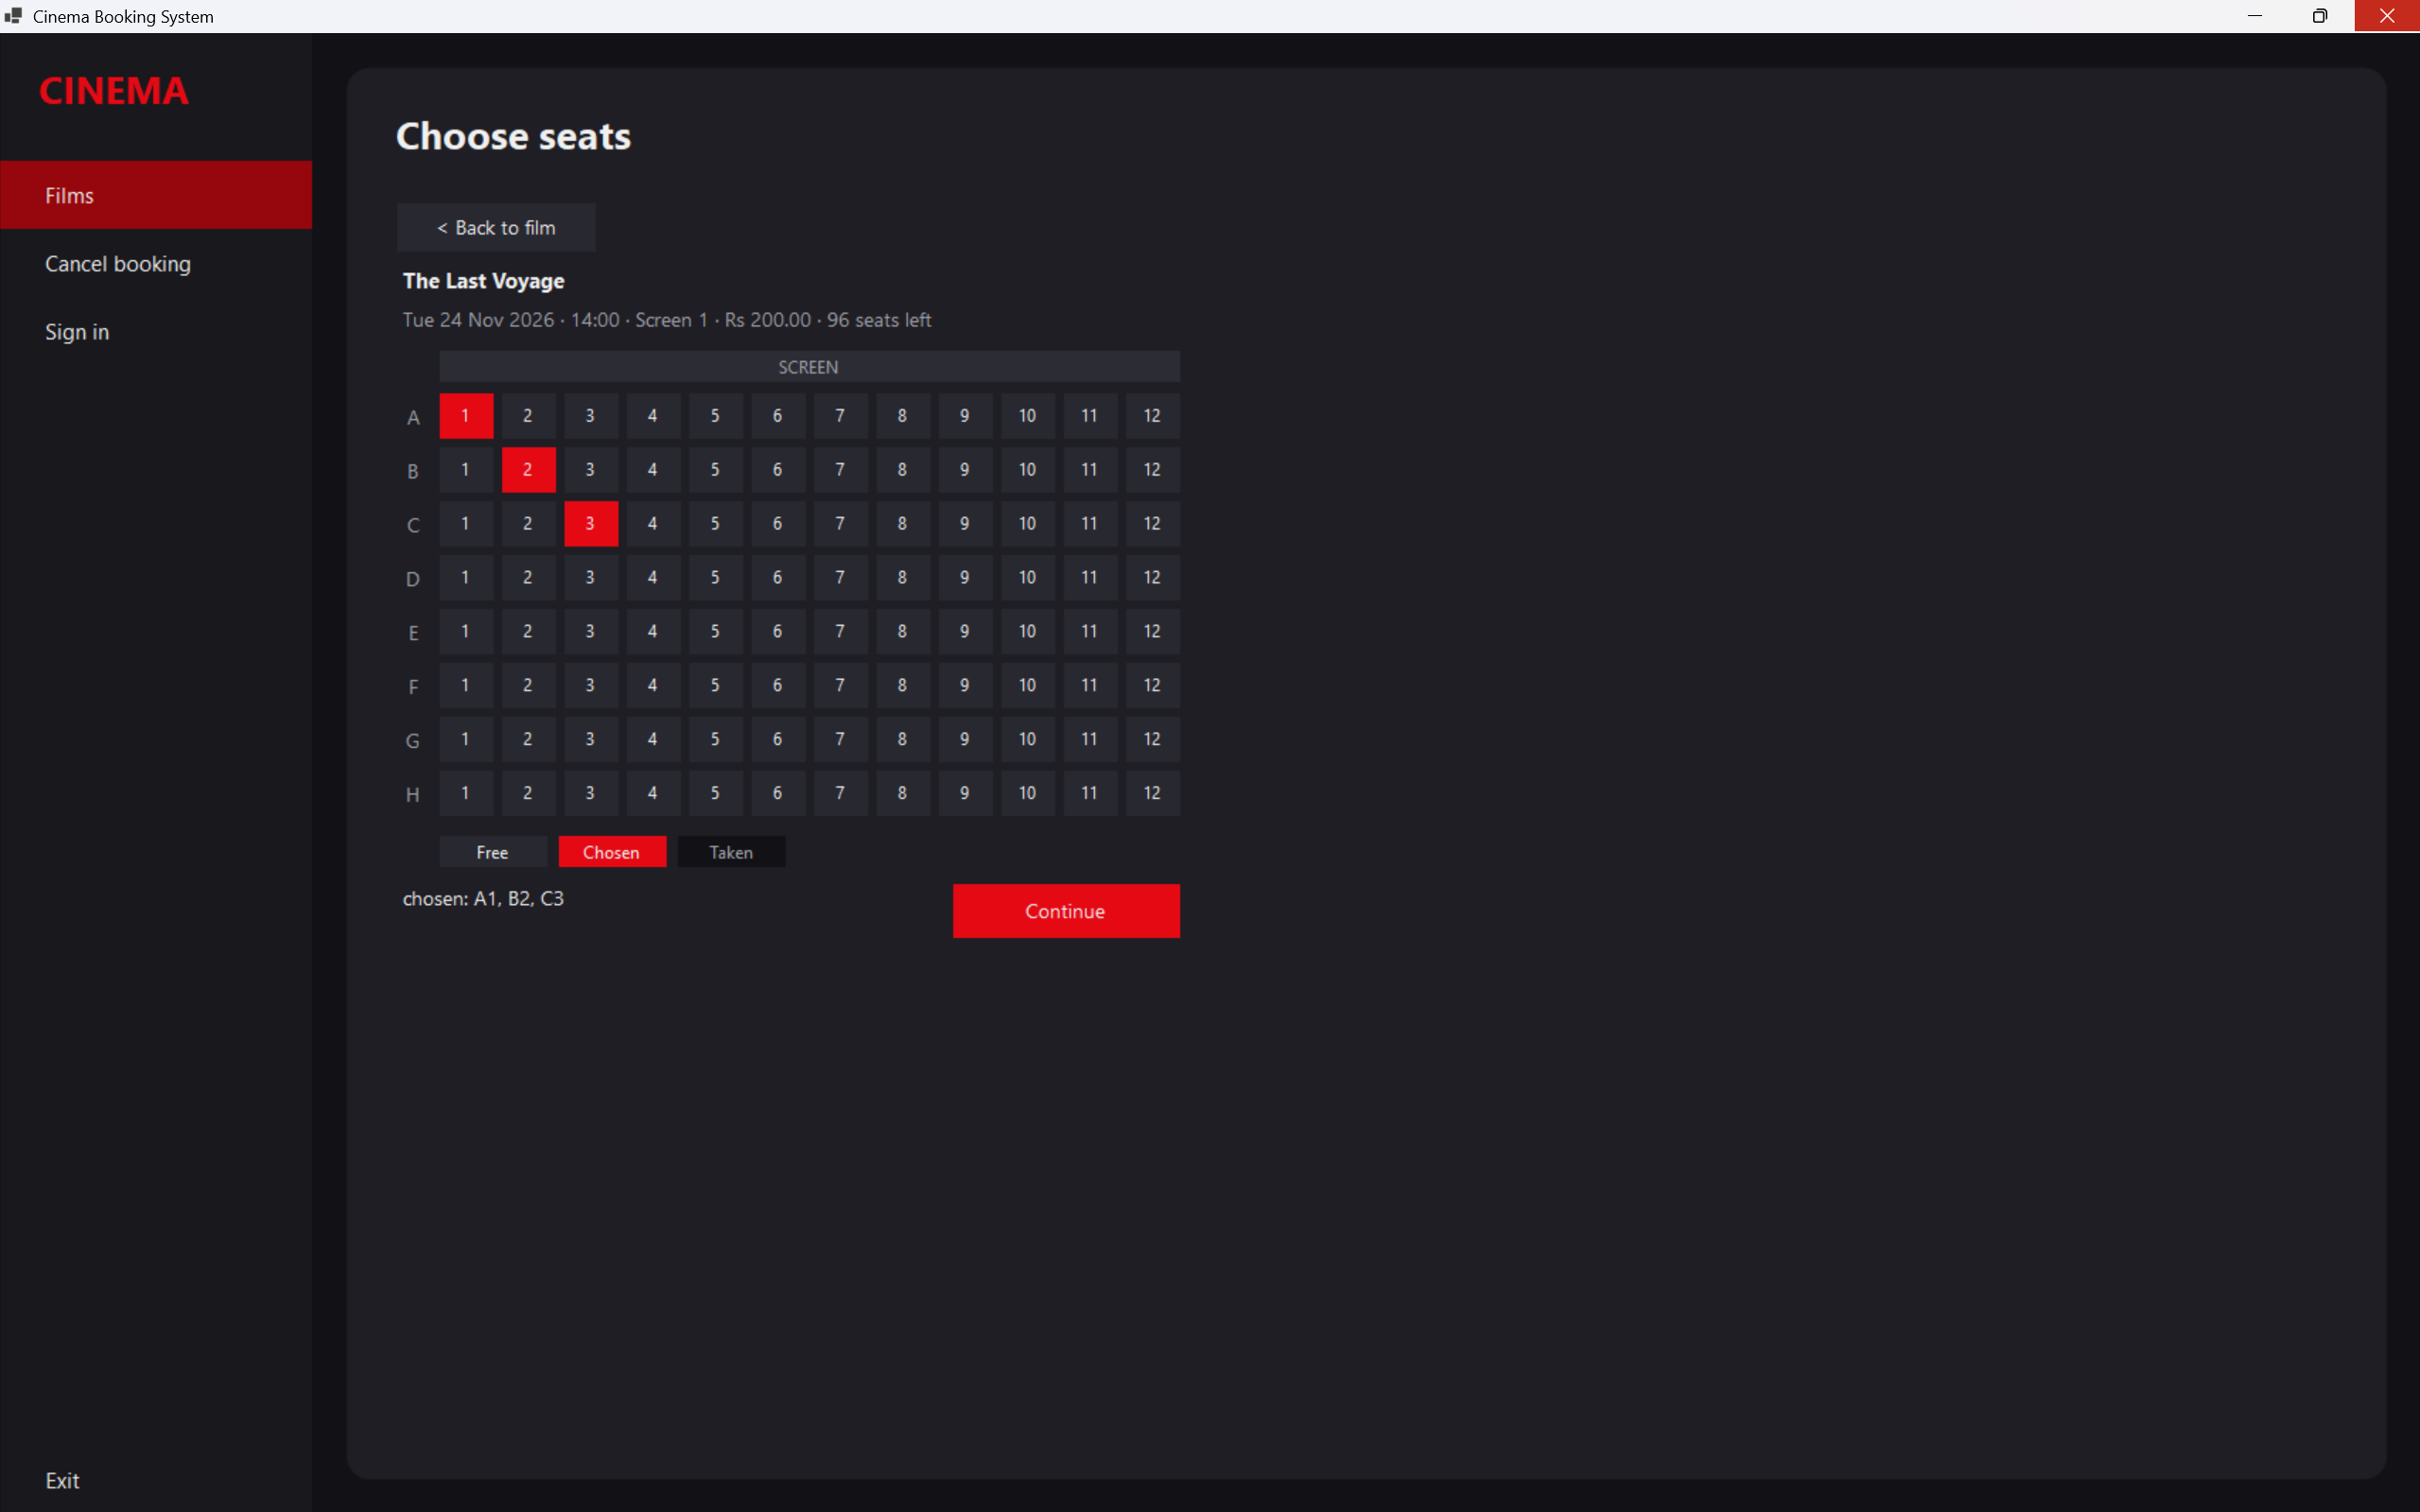 Cinema Booking System
CINEMA
Films
Cancel booking
Sign in
Exit
Choose seats
< Back to film
The Last Voyage
Tue 24 Nov 2026 · 14:00 · Screen 1 · Rs 200.00 · 96 seats left
SCREEN
A 1 2 3 4 5 6 7 8 9 10 11 12
B 1 2 3 4 5 6 7 8 9 10 11 12
C 1 2 3 4 5 6 7 8 9 10 11 12
D 1 2 3 4 5 6 7 8 9 10 11 12
E 1 2 3 4 5 6 7 8 9 10 11 12
F 1 2 3 4 5 6 7 8 9 10 11 12
G 1 2 3 4 5 6 7 8 9 10 11 12
H 1 2 3 4 5 6 7 8 9 10 11 12
Free Chosen Taken
chosen: A1, B2, C3
Continue